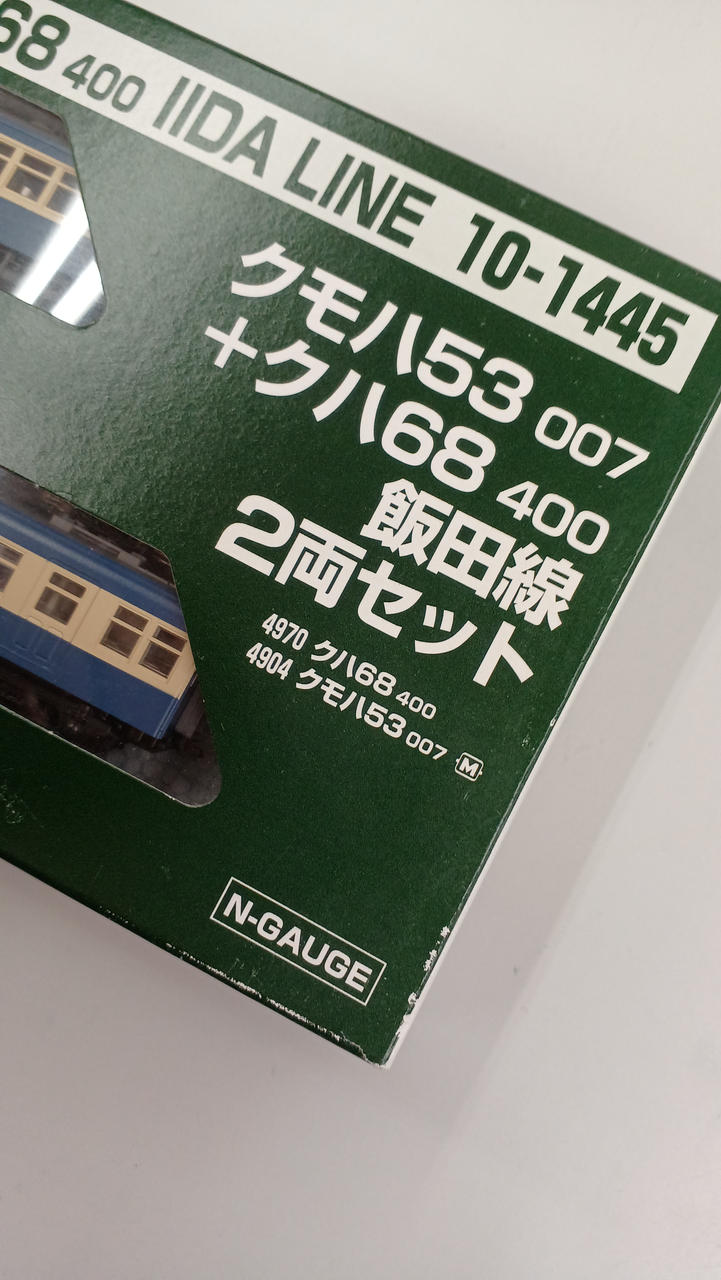 68 400 IIDA LINE 10-1445
クモハ53 007
+クハ68 400
飯田線
2両セット
4970 クハ68 400
4904 クモハ53 007 M
N-GAUGE